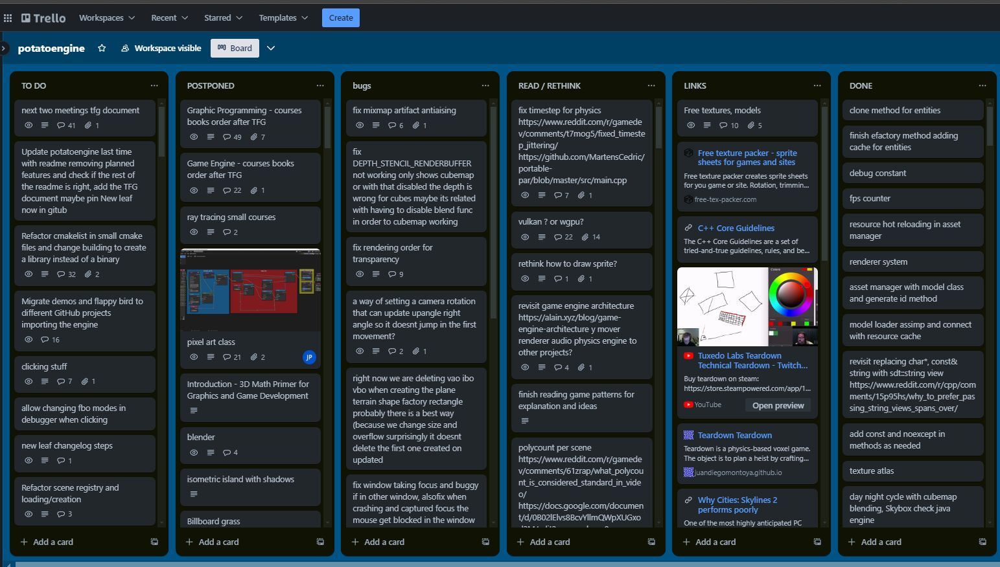 Trello
Workspaces
Recent
Starred
Templates
Create
potatoengine
Workspace visible
Board
TO DO
next two meetings tfg document
41
1
Update potatoengine last time
with readme removing planned
features and check if the rest of
the readme is right, add the TFG
document maybe pin New leaf
now in gitub
Refactor cmakelist in small cmake
files and change building to create
a library instead of a binary
32
2
Migrate demos and flappy bird to
different GitHub projects
importing the engine
16
clicking stuff
7
1
allow changing fbo modes in
debugger when clicking
new leaf changelog steps
1
Refactor scene registry and
loading/creation
3
Add a card
POSTPONED
Graphic Programming - courses
books order after TFG
49
7
Game Engine - courses books
order after TFG
22
1
ray tracing small courses
2
pixel art class
21
2
JP
Introduction - 3D Math Primer for
Graphics and Game Development
blender
4
isometric island with shadows
Billboard grass
Add a card
bugs
fix mixmap artifact antiaising
6
1
fix
DEPTH_STENCIL_RENDERBUFFER
not working only shows cubemap
or with that disabled the depth is
wrong for cubes maybe its related
with having to disable blend func
in order to cubemap working
fix rendering order for
transparency
9
a way of setting a camera rotation
that can update upangle right
angle so it doesnt jump in the first
movement?
2
1
right now we are deleting vao ibo
vbo when creating the plane
terrain shape factory rectangle
probably there is a best way
(because we change size and
overflow surprisingly it doesnt
delete the first one created on
updated
fix window taking focus and buggy
if in other window, alsofix when
crashing and captured focus the
mouse get blocked in the window
Add a card
READ / RETHINK
fix timestep for physics
https://www.reddit.com/r/gamede
v/comments/t7mog5/fixed_timeste
p_jittering/
https://github.com/MartensCedric/
portable-
par/blob/master/src/main.cpp
7
1
vulkan ? or wgpu?
22
14
rethink how to draw sprite?
1
1
revisit game engine architecture
https://alain.xyz/blog/game-
engine-architecture y mover
renderer audio physics engine to
other projects?
4
1
finish reading game patterns for
explanation and ideas
polycount per scene
https://www.reddit.com/r/gamede
v/comments/61zrap/what_polycou
nt_is_considered_standard_in_vide
o/
https://docs.google.com/documen
t/d/0B02lElvs8BcvYllmQWpXUGxo
Add a card
LINKS
Free textures, models
10
5
Free texture packer - sprite
sheets for games and sites
Free texture packer creates sprite sheets
for you game or site. Rotation, trimmin...
free-tex-packer.com
C++ Core Guidelines
The C++ Core Guidelines are a set of
tried-and-true guidelines, rules, and be...
Colors
Tuxedo Labs Teardown
Technical Teardown - Twitch...
Buy teardown on steam:
https://store.steampowered.com/app/1...
YouTube
Open preview
Teardown Teardown
Teardown is a physics-based voxel game.
The object is to plan a heist by crafting...
juandiegomontoya.github.io
Why Cities: Skylines 2
performs poorly
One of the most highly anticipated PC
Add a card
DONE
clone method for entities
finish efactory method adding
cache for entities
debug constant
fps counter
resource hot reloading in asset
manager
renderer system
asset manager with model class
and generate id method
model loader assimp and connect
with resource cache
revisit replacing char*, const&
string with sdt::string view
https://www.reddit.com/r/cpp/com
ments/15p95hs/why_to_prefer_pas
sing_string_views_spans_over/
add const and noexcept in
methods as needed
texture atlas
day night cycle with cubemap
blending, Skybox check java
engine
Add a card